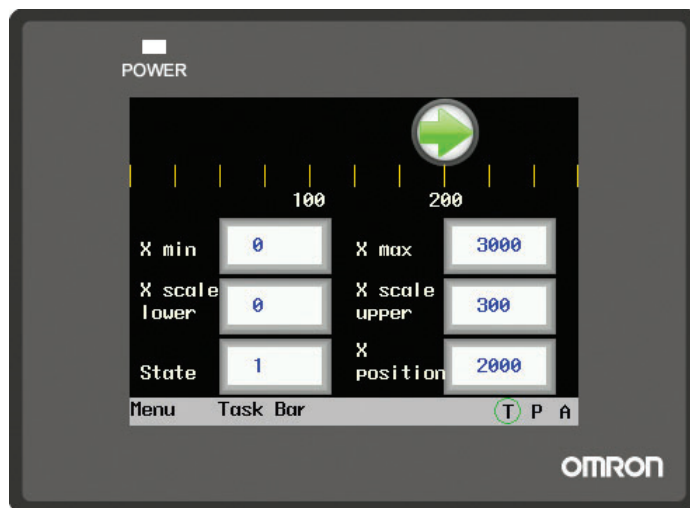 POWER
100 200
X min 0 X max 3000
X scale lower 0 X scale upper 300
State 1 X position 2000
Menu Task Bar T P A
OMRON